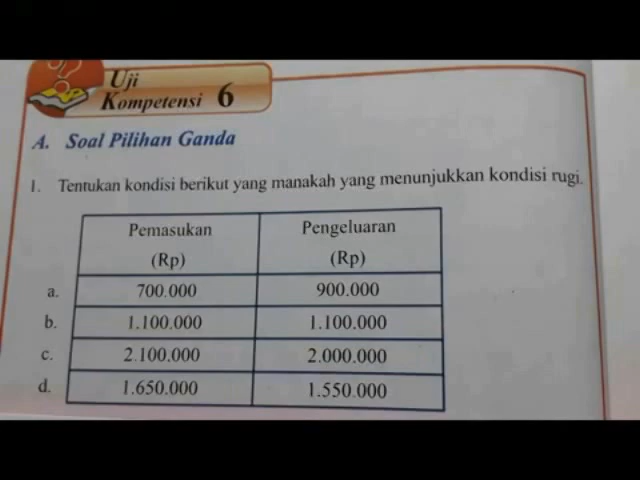 Uji
Kompetensi 6
A. Soal Pilihan Ganda
1. Tentukan kondisi berikut yang manakah yang menunjukkan kondisi rugi.
Pemasukan Pengeluaran
(Rp) (Rp)
a. 700.000 900.000
b. 1.100.000 1.100.000
c. 2.100.000 2.000.000
d. 1.650.000 1.550.000